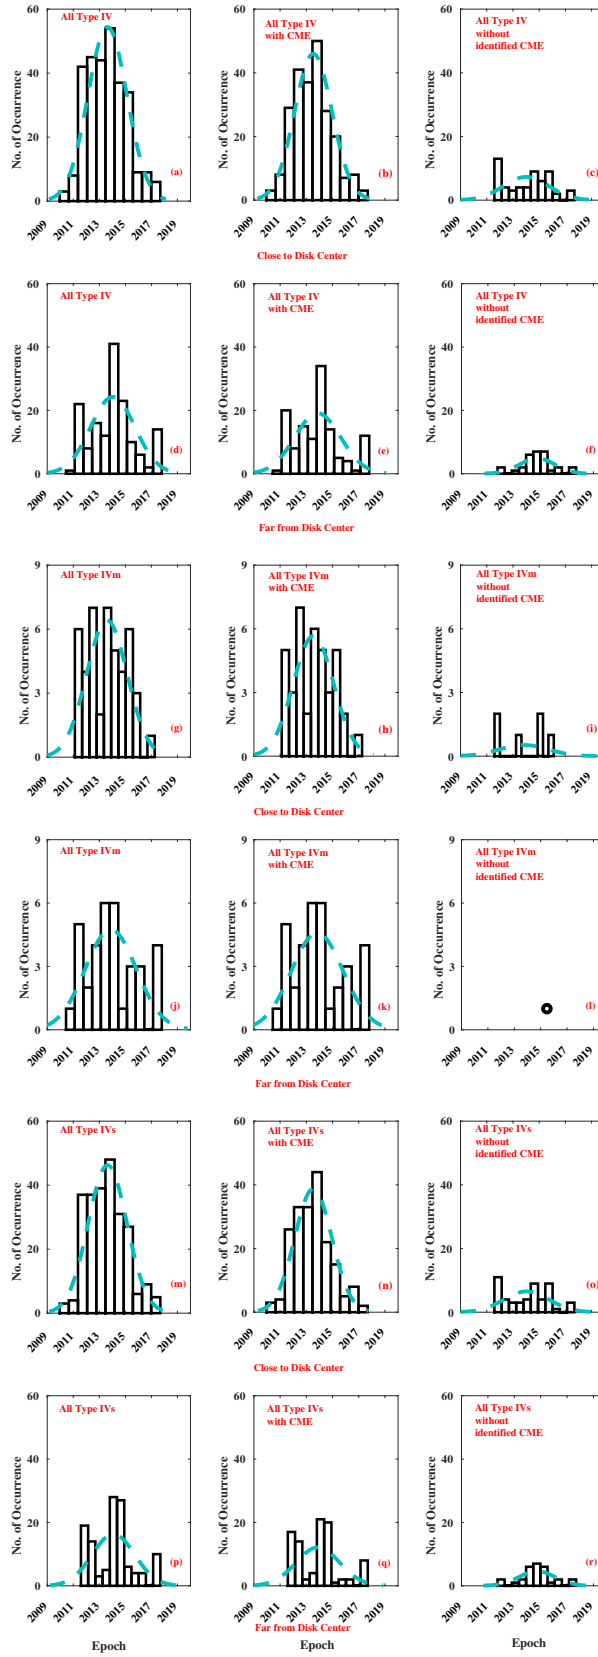 All Type IV
All Type IV
with CME
All Type IV
without
identified CME
No. of Occurrence
No. of Occurrence
No. of Occurrence
60
40
20
0
60
40
20
0
60
40
20
0
(a)
(b)
(c)
2009 2011 2013 2015 2017 2019
2009 2011 2013 2015 2017 2019
2009 2011 2013 2015 2017 2019
Close to Disk Center
All Type IV
All Type IV
with CME
All Type IV
without
identified CME
No. of Occurrence
No. of Occurrence
No. of Occurrence
60
40
20
0
60
40
20
0
60
40
20
0
(d)
(e)
(f)
2009 2011 2013 2015 2017 2019
2009 2011 2013 2015 2017 2019
2009 2011 2013 2015 2017 2019
Far from Disk Center
All Type IVm
All Type IVm
with CME
All Type IVm
without
identified CME
No. of Occurrence
No. of Occurrence
No. of Occurrence
9
6
3
0
9
6
3
0
9
6
3
0
(g)
(h)
(i)
2009 2011 2013 2015 2017 2019
2009 2011 2013 2015 2017 2019
2009 2011 2013 2015 2017 2019
Close to Disk Center
All Type IVm
All Type IVm
with CME
All Type IVm
without
identified CME
No. of Occurrence
No. of Occurrence
No. of Occurrence
9
6
3
0
9
6
3
0
9
6
3
0
(j)
(k)
(l)
2009 2011 2013 2015 2017 2019
2009 2011 2013 2015 2017 2019
2009 2011 2013 2015 2017 2019
Far from Disk Center
All Type IVs
All Type IVs
with CME
All Type IVs
without
identified CME
No. of Occurrence
No. of Occurrence
No. of Occurrence
60
40
20
0
60
40
20
0
60
40
20
0
(m)
(n)
(o)
2009 2011 2013 2015 2017 2019
2009 2011 2013 2015 2017 2019
2009 2011 2013 2015 2017 2019
Close to Disk Center
All Type IVs
All Type IVs
with CME
All Type IVs
without
identified CME
No. of Occurrence
No. of Occurrence
No. of Occurrence
60
40
20
0
60
40
20
0
60
40
20
0
(p)
(q)
(r)
2009 2011 2013 2015 2017 2019
2009 2011 2013 2015 2017 2019
2009 2011 2013 2015 2017 2019
Far from Disk Center
Epoch
Epoch
Epoch